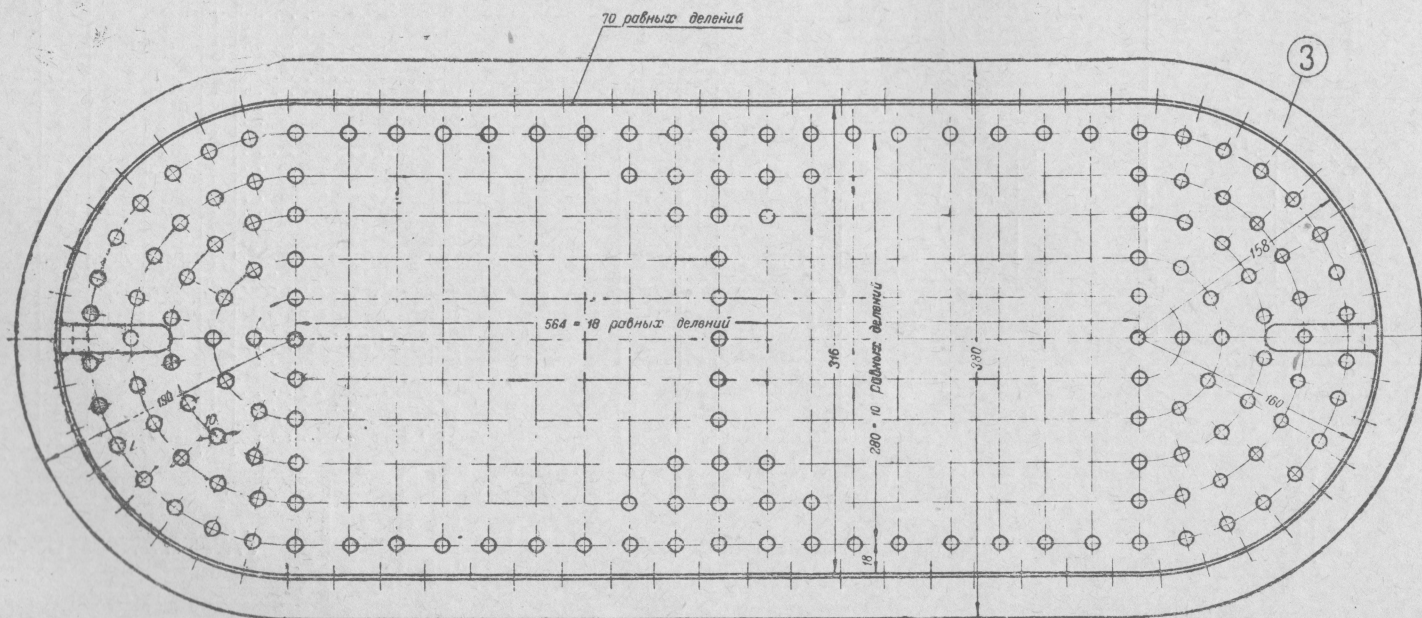 70 равных делений
3
158
564 = 18 равных делений
316
280 = 10 равных делений
380
190
10
160
18